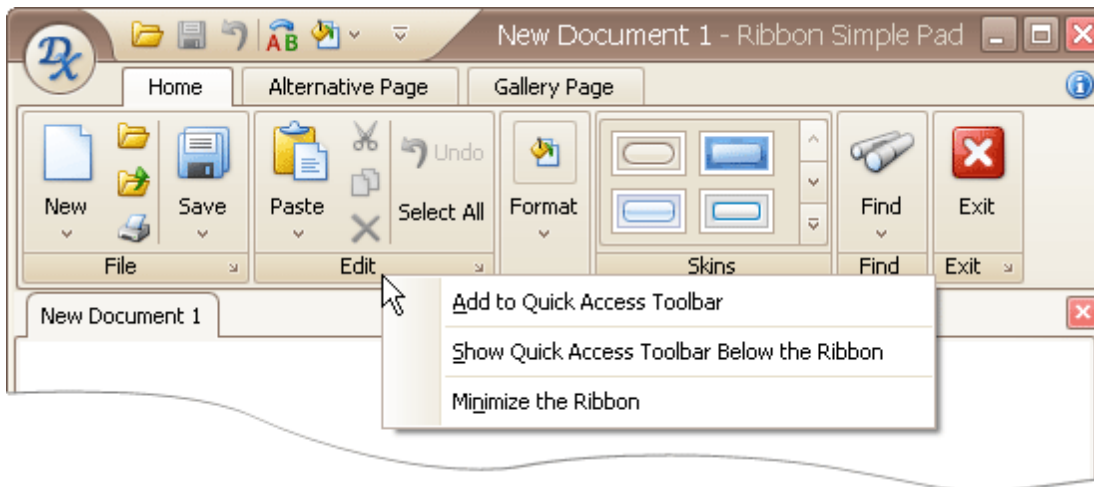 New Document 1 - Ribbon Simple Pad
DX
AB
Home Alternative Page Gallery Page
Undo
New Save Paste Select All Format Find Exit
File Edit Skins Find Exit
New Document 1
Add to Quick Access Toolbar
Show Quick Access Toolbar Below the Ribbon
Minimize the Ribbon